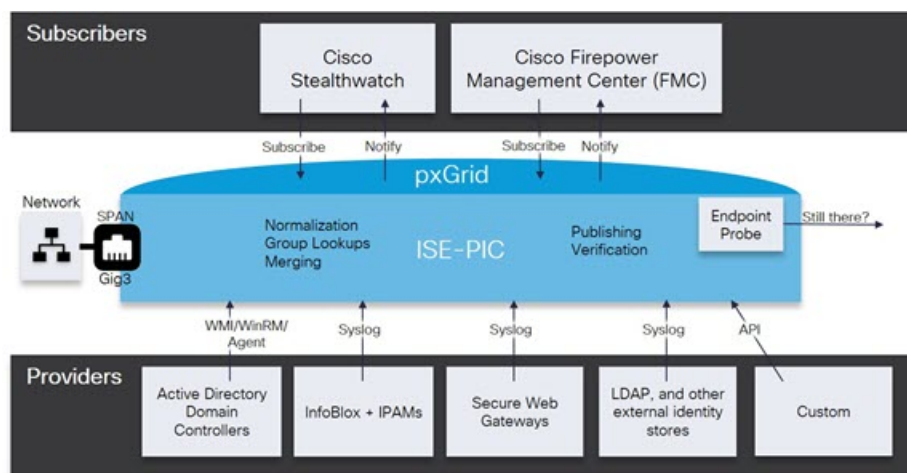 Subscribers
Cisco
Stealthwatch
Cisco Firepower
Management Center (FMC)
Subscribe
Notify
Subscribe
Notify
pxGrid
Network
SPAN
Gig3
Normalization
Group Lookups
Merging
ISE-PIC
Publishing
Verification
Endpoint
Probe
Still there?
WMI/WinRM/
Agent
Syslog
Syslog
Syslog
API
Providers
Active Directory
Domain
Controllers
InfoBlox + IPAMs
Secure Web
Gateways
LDAP, and other
external identity
stores
Custom